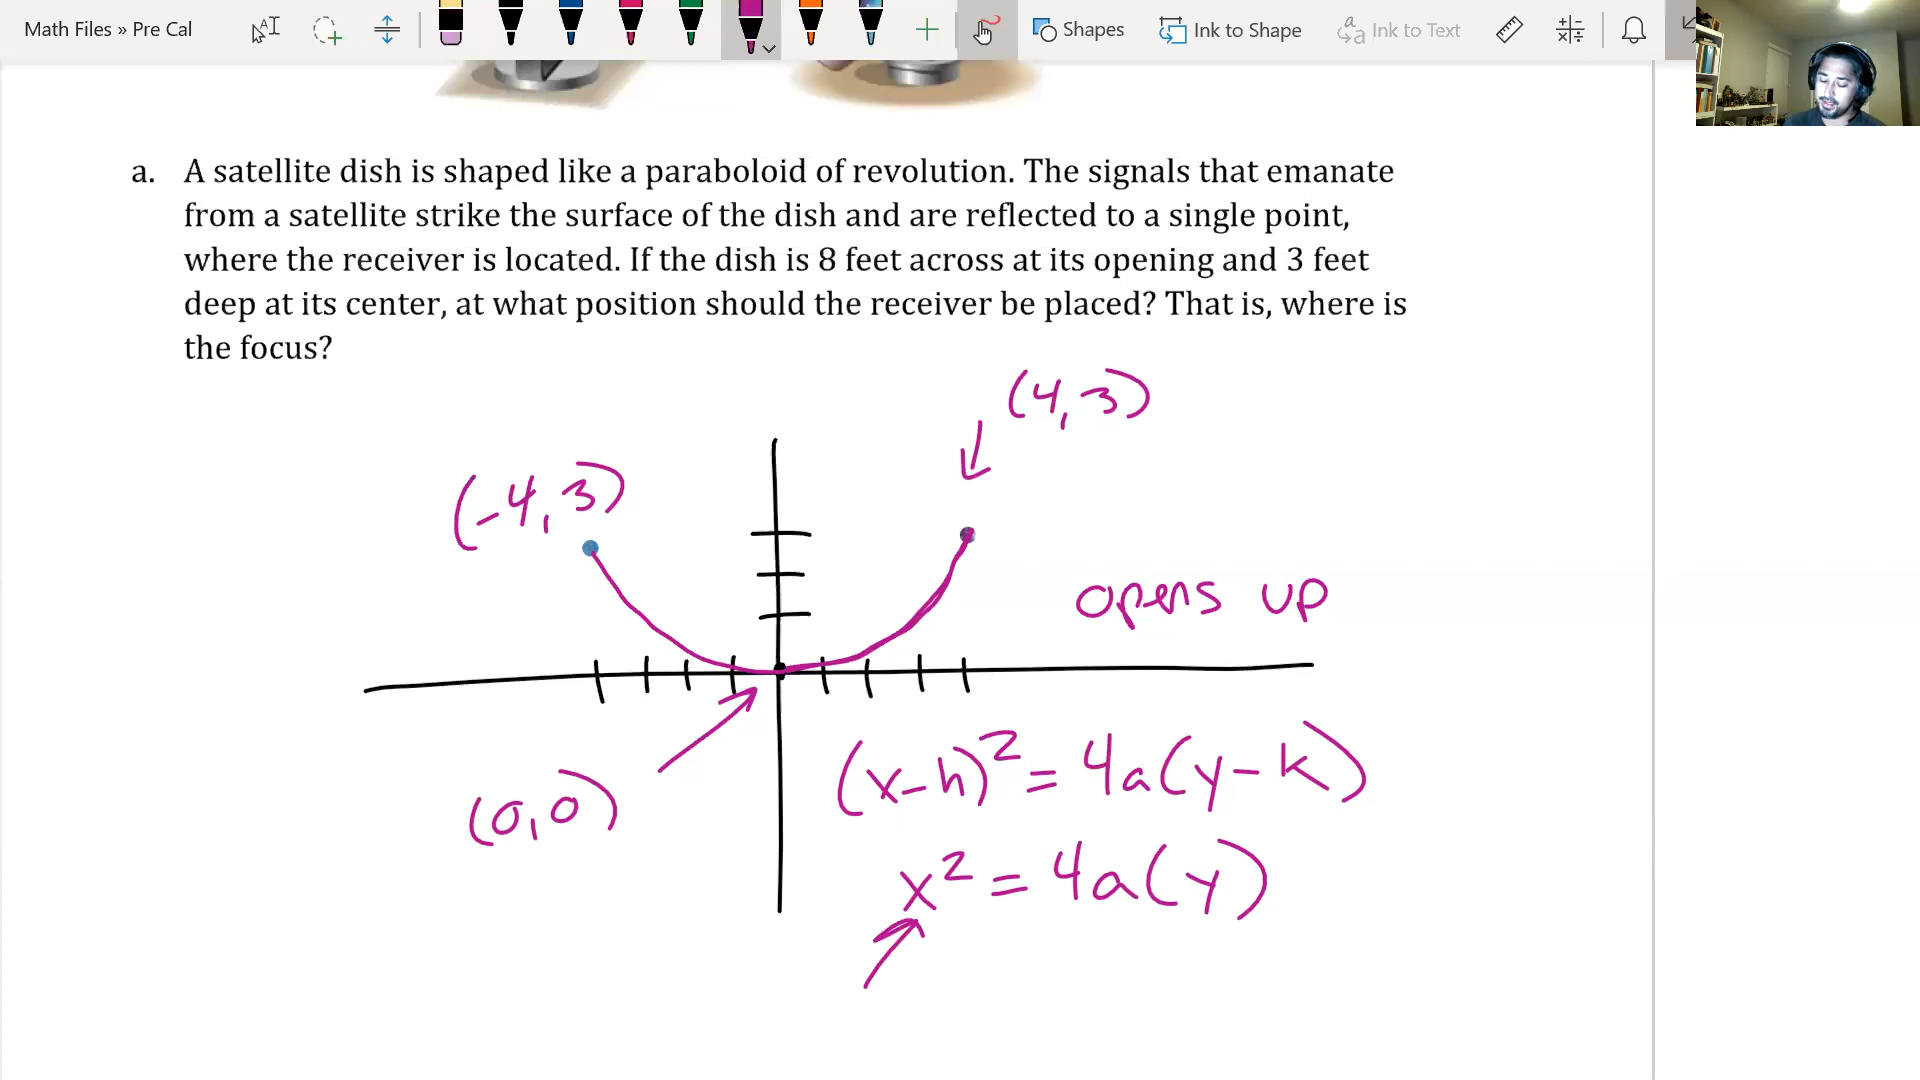 Math Files » Pre Cal
Shapes
Ink to Shape
Ink to Text
a. A satellite dish is shaped like a paraboloid of revolution. The signals that emanate
from a satellite strike the surface of the dish and are reflected to a single point,
where the receiver is located. If the dish is 8 feet across at its opening and 3 feet
deep at its center, at what position should the receiver be placed? That is, where is
the focus?
(4,3)
(-4,3)
opens up
(x-h)² = 4a(y-k)
(0,0)
x² = 4a(y)